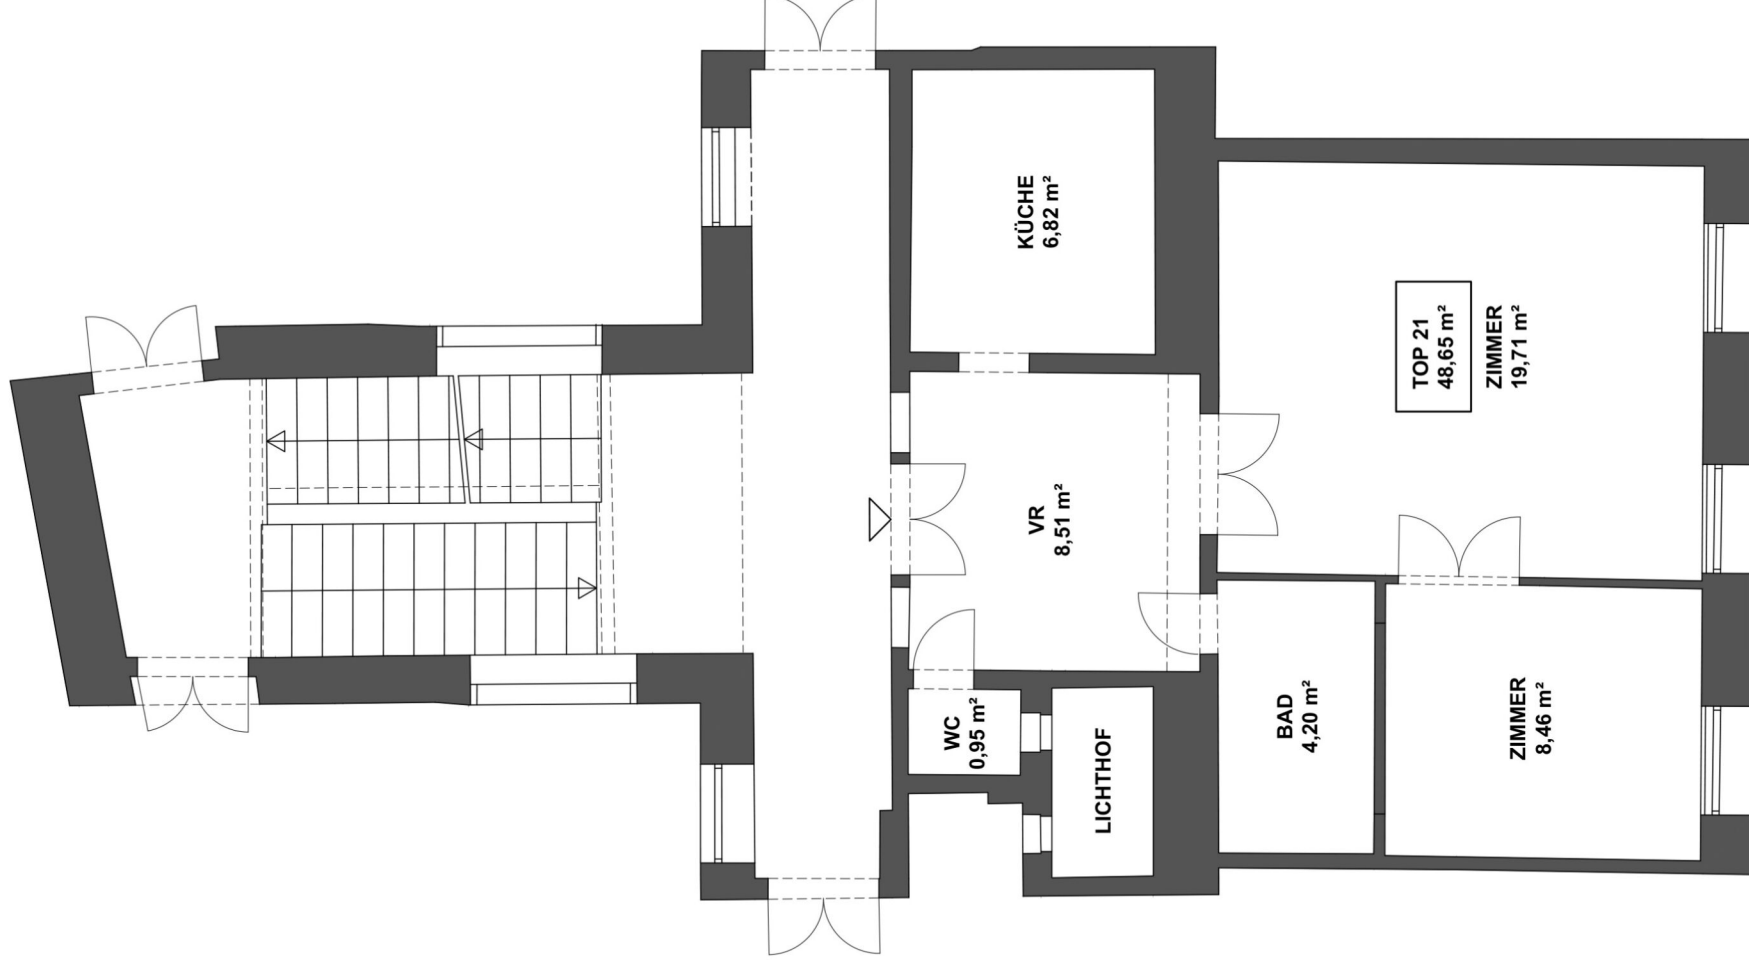 KÜCHE
6,82 m²
TOP 21
48,65 m²
ZIMMER
19,71 m²
VR
8,51 m²
WC
0,95 m²
LICHTHOF
BAD
4,20 m²
ZIMMER
8,46 m²